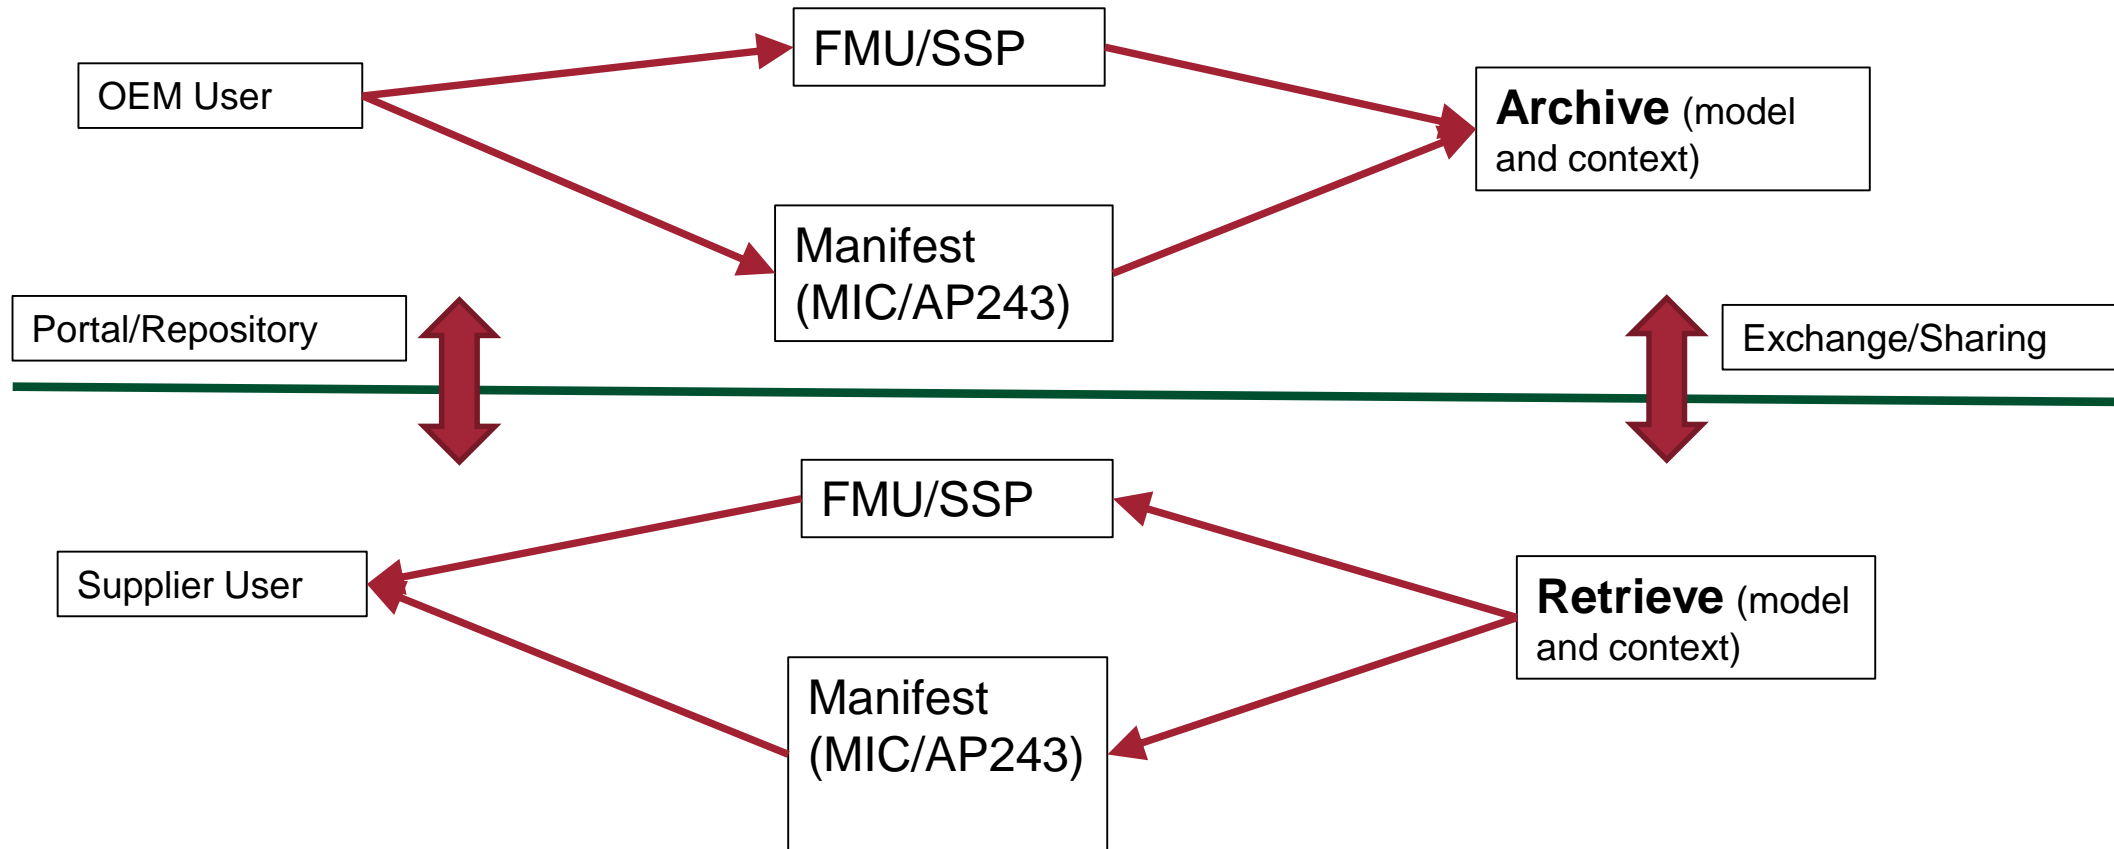 FMU/SSP
OEM User
Archive (model
and context)
Manifest
(MIC/AP243)
Portal/Repository
Exchange/Sharing
FMU/SSP
Supplier User
Retrieve (model
and context)
Manifest
(MIC/AP243)